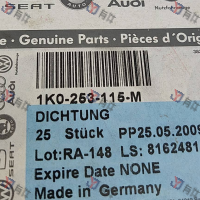 SEAT Audi
Genuine Parts · Pièces d'Orig
1K0-253-115-M
DICHTUNG
25 Stück PP25.05.2009
Lot:RA-148 LS: 8162481
Expire Date NONE
Made in Germany